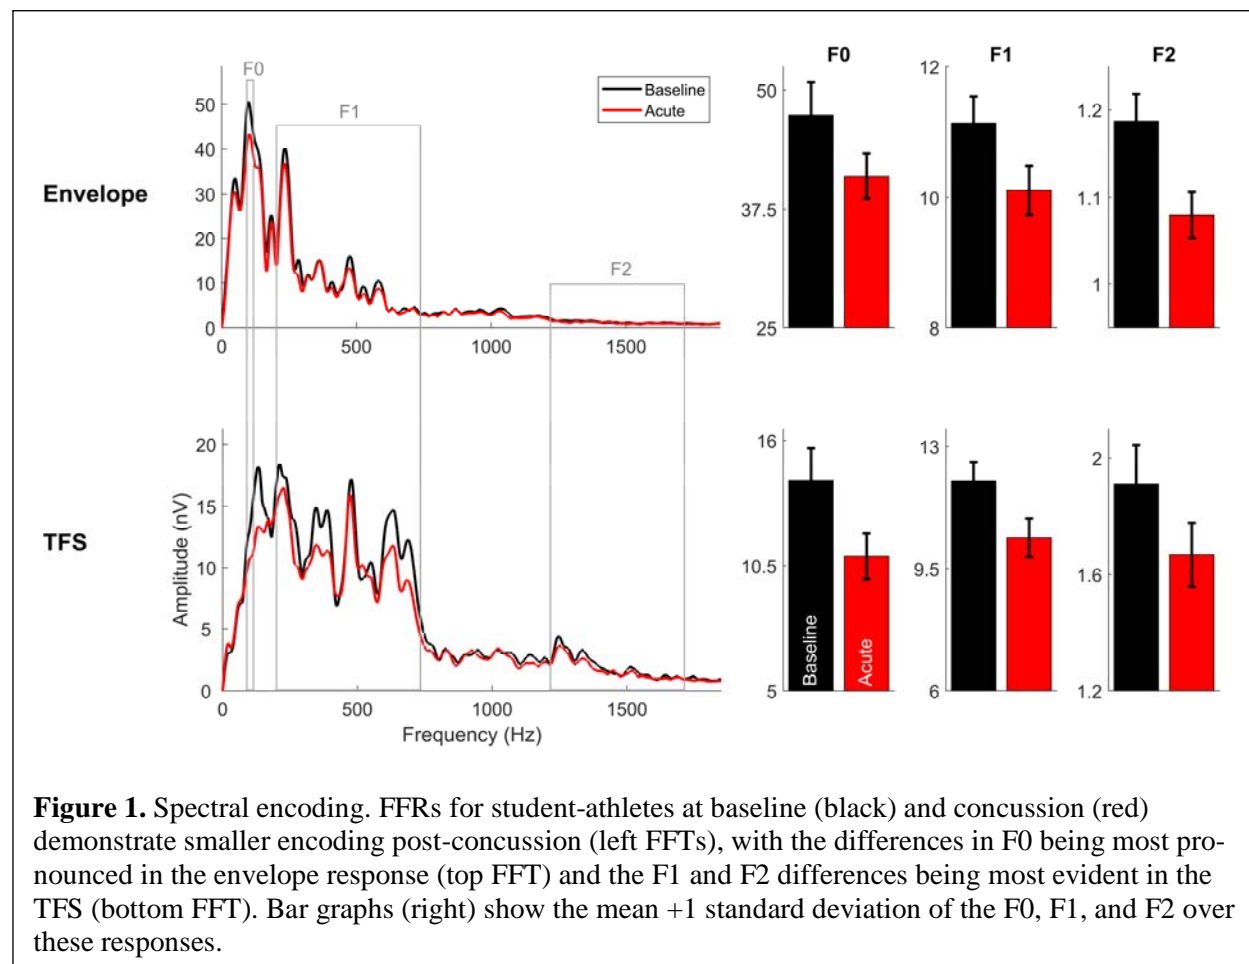 F0
F1
F2
Baseline
Acute
Envelope
50
40
30
20
10
0
0
500
1000
1500
F0
50
37.5
25
F1
12
10
8
F2
1.2
1.1
1
TFS
Amplitude (nV)
20
15
10
5
0
0
500
1000
1500
Frequency (Hz)
16
10.5
5
Baseline
Acute
13
9.5
6
2
1.6
1.2
Figure 1. Spectral encoding. FFRs for student-athletes at baseline (black) and concussion (red)
demonstrate smaller encoding post-concussion (left FFTs), with the differences in F0 being most pro-
nounced in the envelope response (top FFT) and the F1 and F2 differences being most evident in the
TFS (bottom FFT). Bar graphs (right) show the mean +1 standard deviation of the F0, F1, and F2 over
these responses.